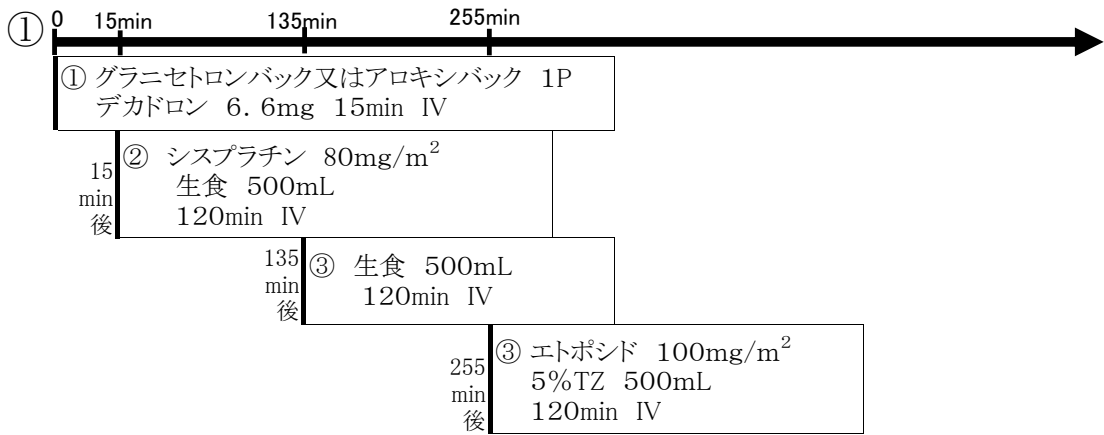 ①
0 15min 135min 255min
① グラニセトロンバック又はアロキシバック 1P
デカドロン 6.6mg 15min Ⅳ
15
min
後
② シスプラチン 80mg/m²
生食 500mL
120min Ⅳ
135
min
後
③ 生食 500mL
120min Ⅳ
255
min
後
③ エトポシド 100mg/m²
5%TZ 500mL
120min Ⅳ